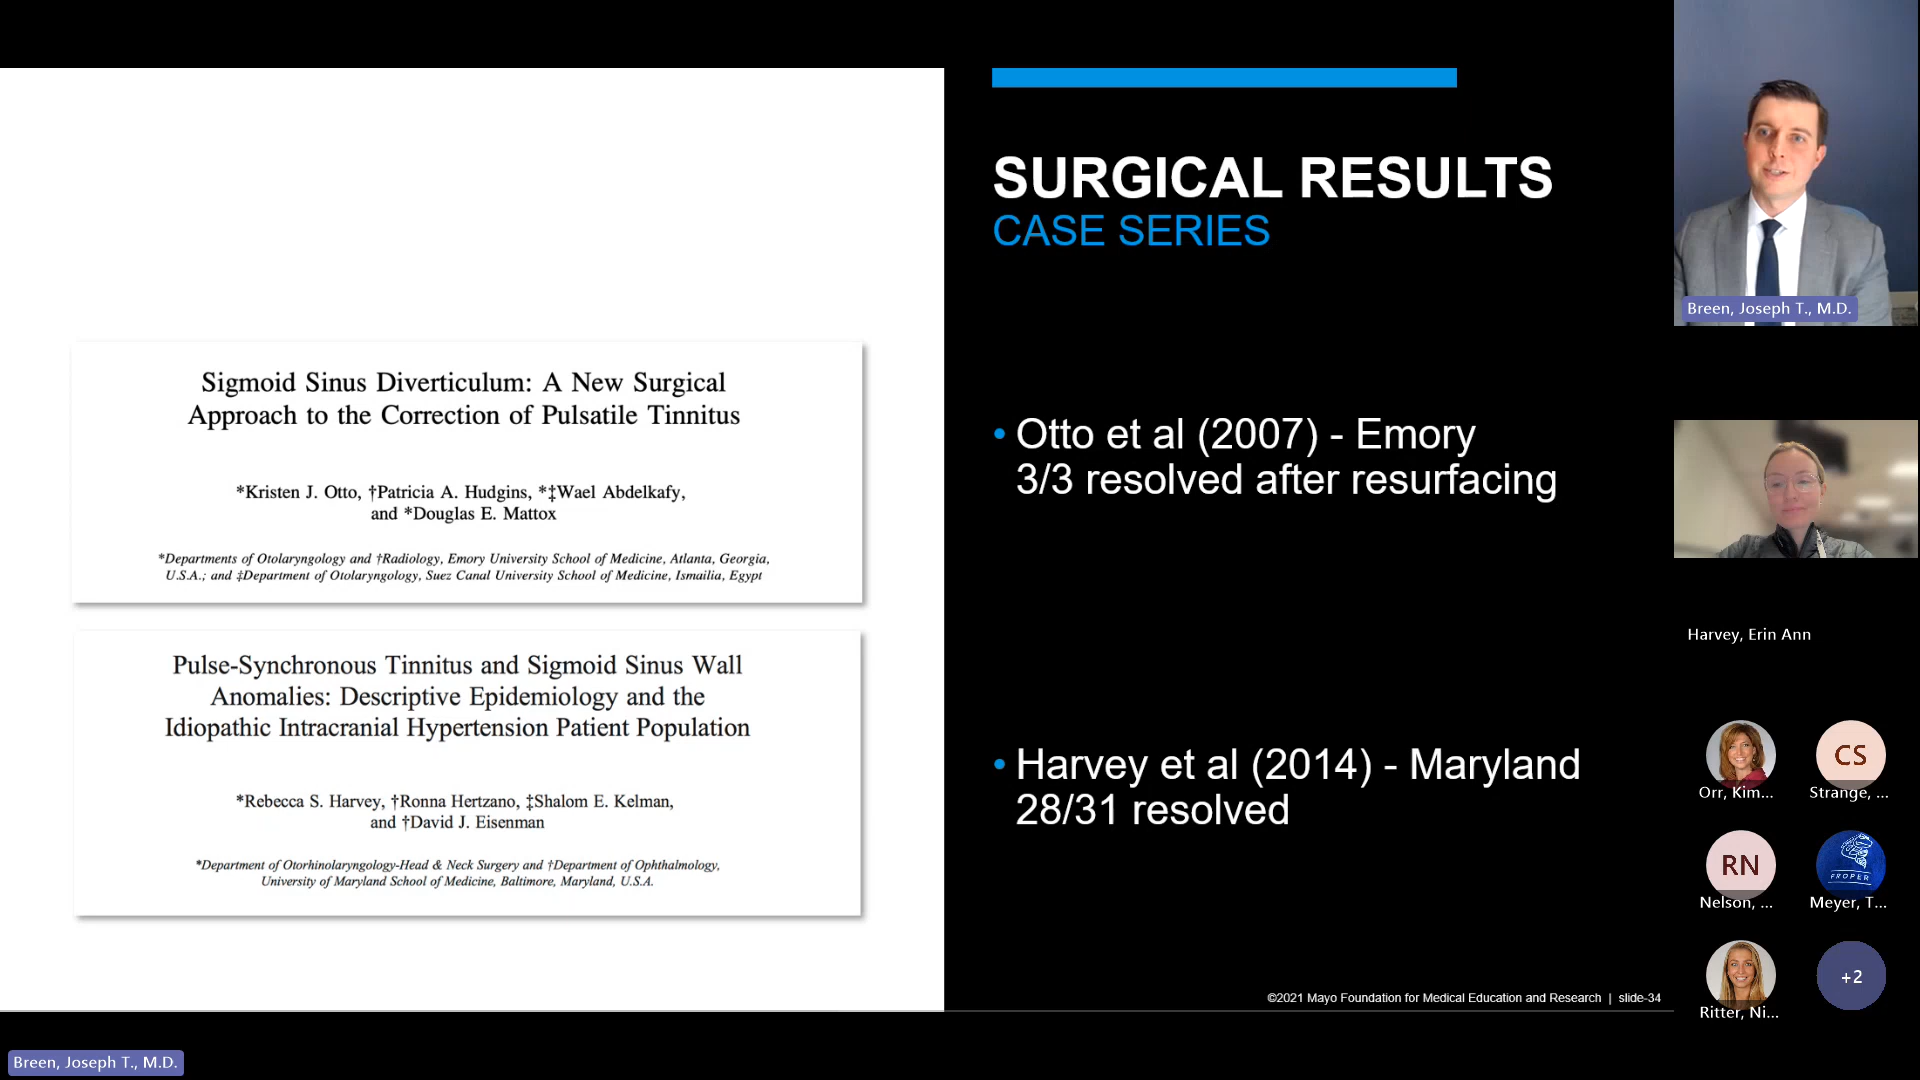 Sigmoid Sinus Diverticulum: A New Surgical
Approach to the Correction of Pulsatile Tinnitus
*Kristen J. Otto, †Patricia A. Hudgins, *‡Wael Abdelkafy,
and *Douglas E. Mattox
*Departments of Otolaryngology and †Radiology, Emory University School of Medicine, Atlanta, Georgia,
U.S.A.; and ‡Department of Otolaryngology, Suez Canal University School of Medicine, Ismailia, Egypt
Pulse-Synchronous Tinnitus and Sigmoid Sinus Wall
Anomalies: Descriptive Epidemiology and the
Idiopathic Intracranial Hypertension Patient Population
*Rebecca S. Harvey, †Ronna Hertzano, ‡Shalom E. Kelman,
and †David J. Eisenman
*Department of Otorhinolaryngology-Head & Neck Surgery and †Department of Ophthalmology,
University of Maryland School of Medicine, Baltimore, Maryland, U.S.A.
SURGICAL RESULTS
CASE SERIES
• Otto et al (2007) - Emory
3/3 resolved after resurfacing
• Harvey et al (2014) - Maryland
28/31 resolved
©2021 Mayo Foundation for Medical Education and Research | slide-34
Breen, Joseph T., M.D.
Harvey, Erin Ann
Orr, Kim...
CS
Strange, ...
RN
Nelson, ...
PROPER
Meyer, T...
Ritter, Ni...
+2
Breen, Joseph T., M.D.